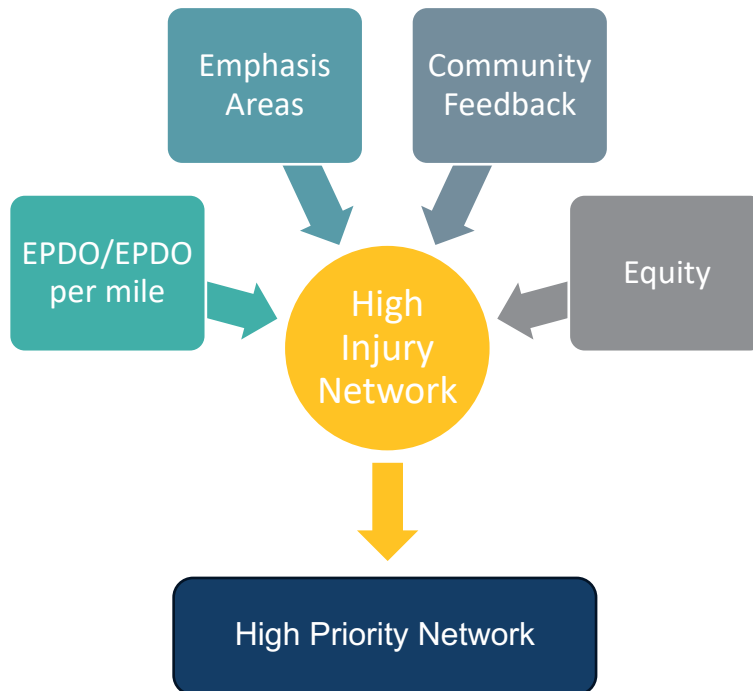 Emphasis
Areas
Community
Feedback
EPDO/EPDO
per mile
Equity
High
Injury
Network
High Priority Network